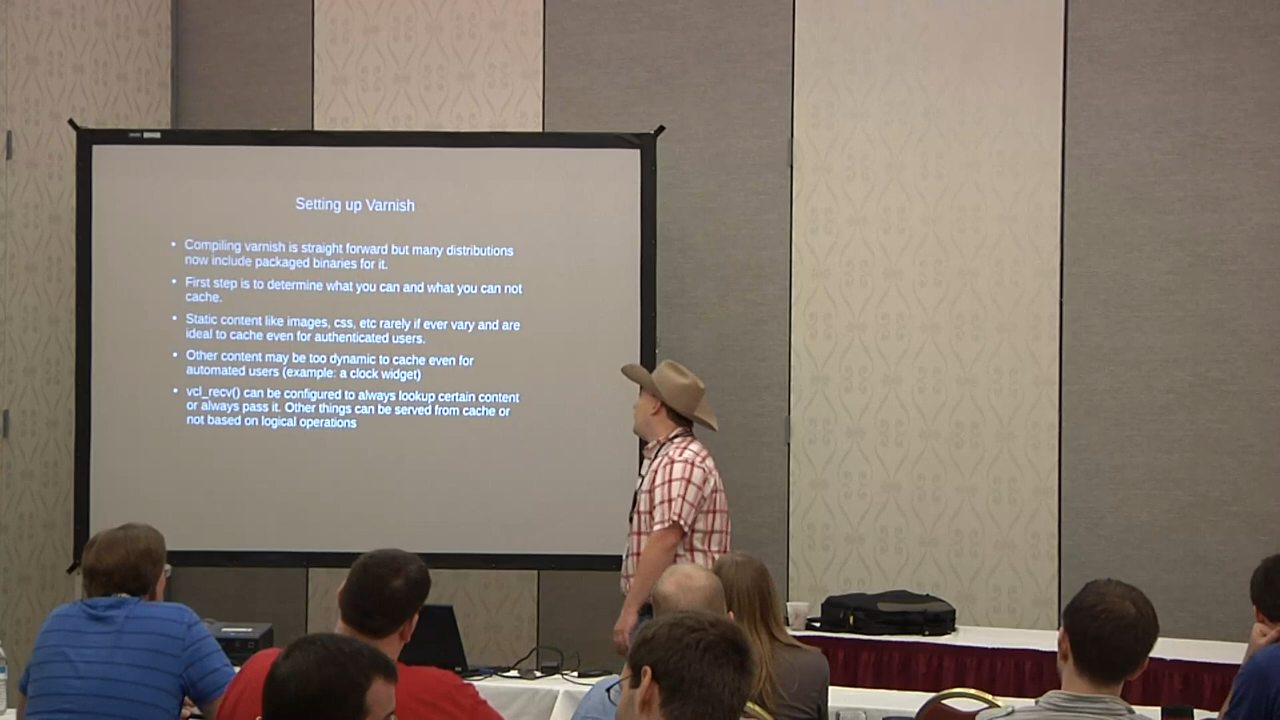 Setting up Varnish
• Compiling varnish is straight forward but many distributions
now include packaged binaries for it.
• First step is to determine what you can and what you can not
cache.
• Static content like images, css, etc rarely if ever vary and are
ideal to cache even for authenticated users.
• Other content may be too dynamic to cache even for
automated users (example: a clock widget)
• vcl_recv() can be configured to always lookup certain content
or always pass it. Other things can be served from cache or
not based on logical operations